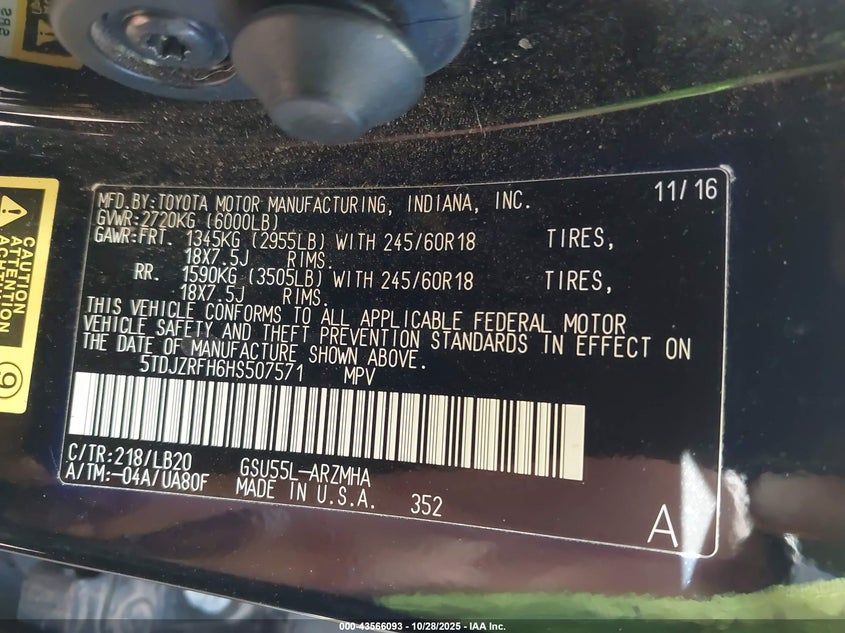 MFD.BY:TOYOTA MOTOR MANUFACTURING, INDIANA, INC. 11/16
GVWR:2720KG (6000LB)
GAWR:FRT. 1345KG (2955LB) WITH 245/60R18 TIRES,
18X7.5J RIMS.
RR. 1590KG (3505LB) WITH 245/60R18 TIRES,
18X7.5J RIMS.
THIS VEHICLE CONFORMS TO ALL APPLICABLE FEDERAL MOTOR
VEHICLE SAFETY AND THEFT PREVENTION STANDARDS IN EFFECT ON
THE DATE OF MANUFACTURE SHOWN ABOVE.
5TDJZRFH6HS507571 MPV
C/TR:218/LB20 GSU55L-ARZMHA
A/TM:-04A/UA80F MADE IN U.S.A. 352
A
CAUTION
ATTENTION
ACHTUNG
9
000-43566093 - 10/28/2025 - IAA Inc.